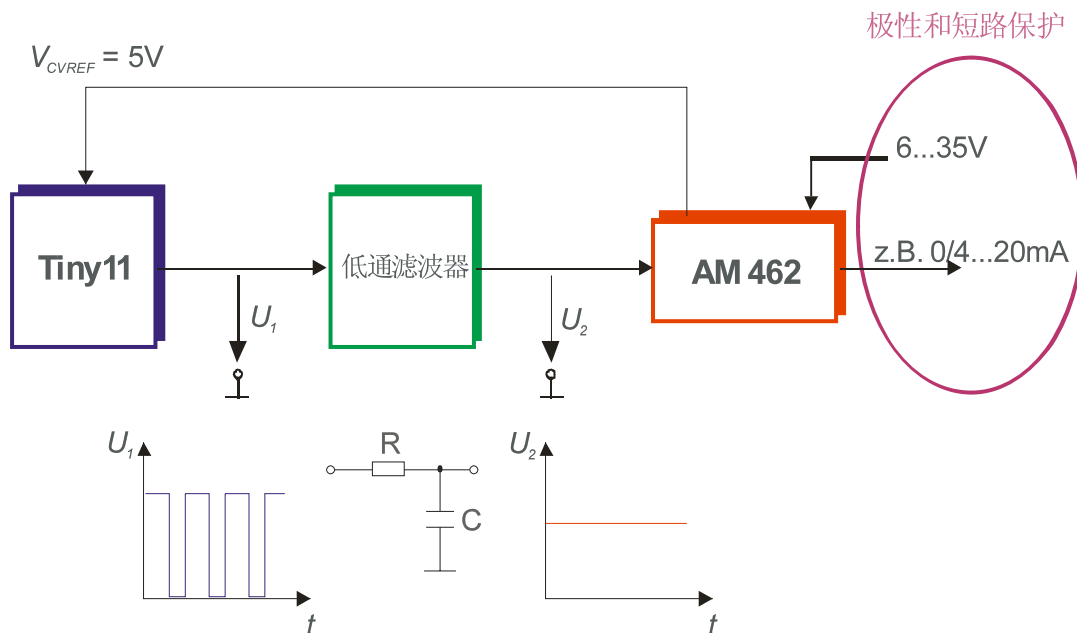 极性和短路保护
V_CVREF = 5V
6...35V
Tiny11
低通滤波器
AM 462
z.B. 0/4...20mA
U₁
U₂
U₁
R
U₂
C
t
t